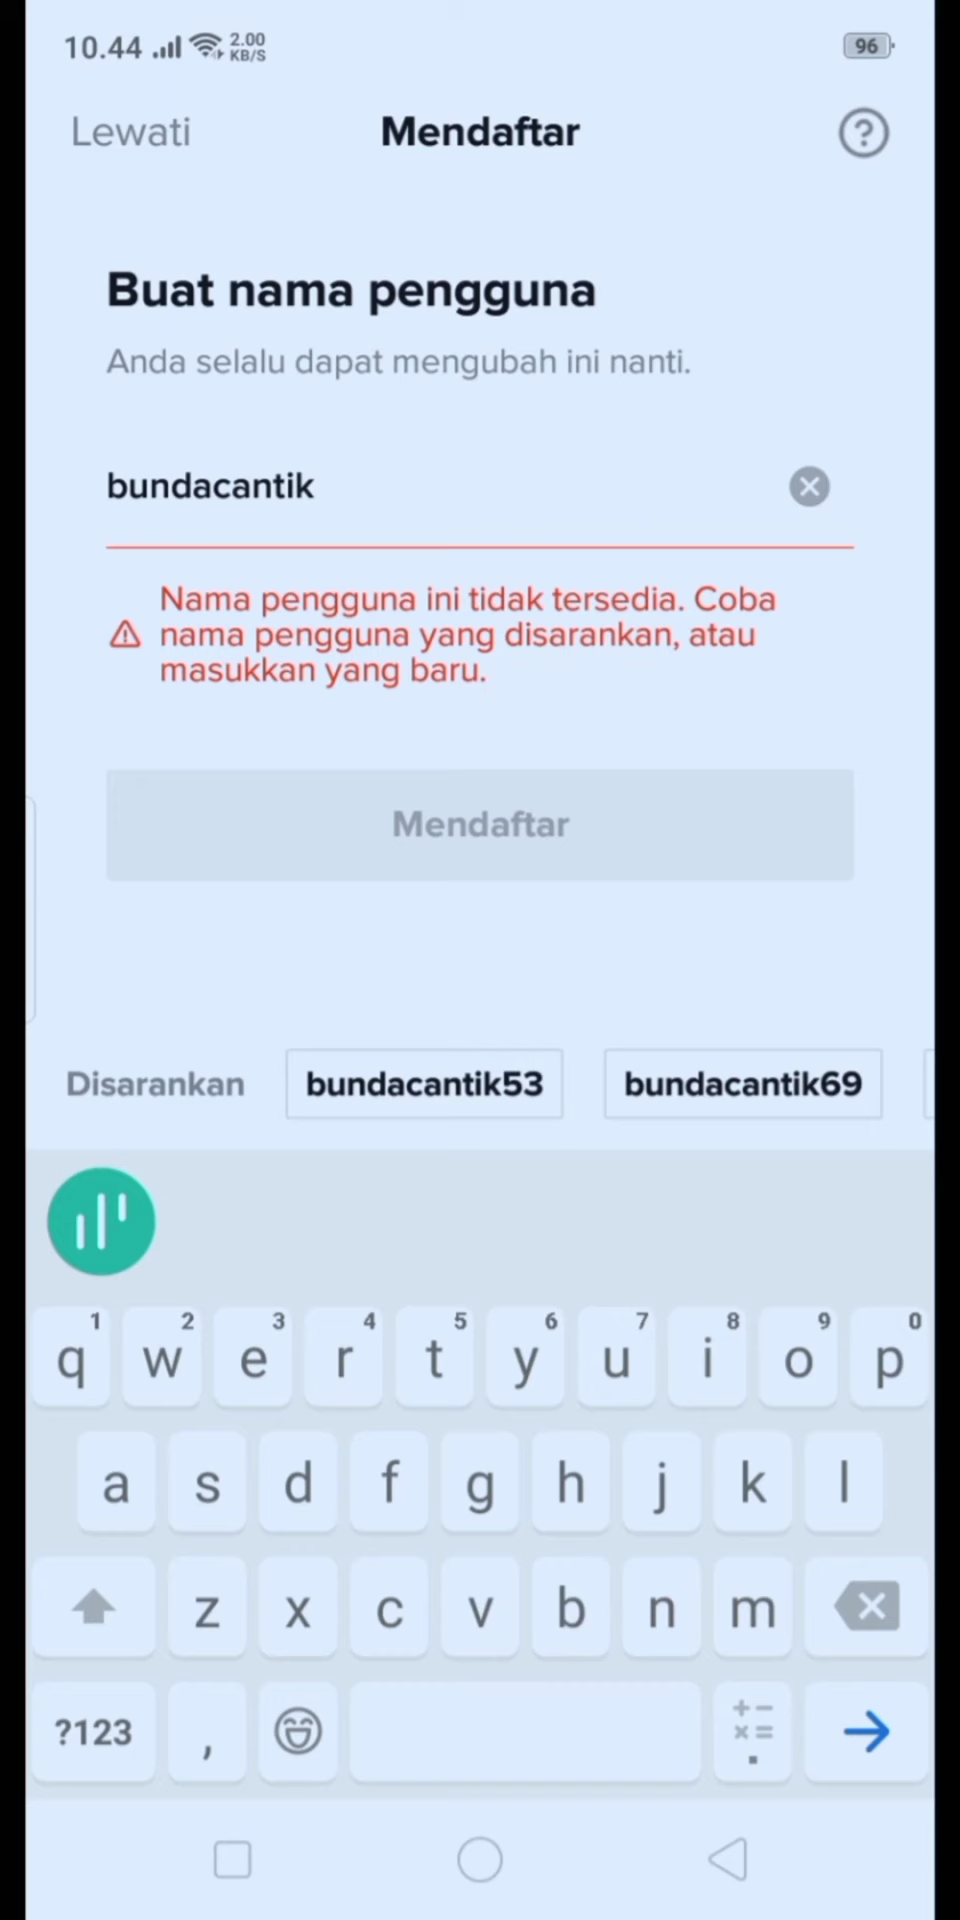 10.44 2.00 KB/S 96
Lewati Mendaftar ?
Buat nama pengguna
Anda selalu dapat mengubah ini nanti.
bundacantik
Nama pengguna ini tidak tersedia. Coba
nama pengguna yang disarankan, atau
masukkan yang baru.
Mendaftar
Disarankan bundacantik53 bundacantik69
1 2 3 4 5 6 7 8 9 0
q w e r t y u i o p
a s d f g h j k l
z x c v b n m
?123 , + − × = .